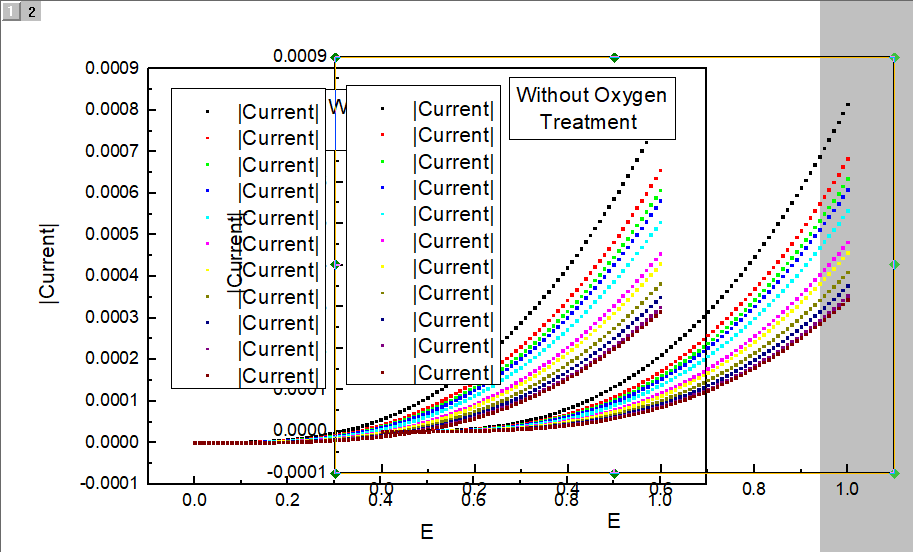 1 2
0.0009
0.0009
0.0008
0.0007
0.0006
0.0005
0.0004
0.0003
0.0002
0.0001
0.0000
-0.0001
|Current|
|Current|
|Current|
|Current|
|Current|
|Current|
|Current|
|Current|
|Current|
|Current|
|Current|
|Current|
|Current|
W
|Current|
|Current|
|Current|
|Current|
|Current|
|Current|
|Current|
|Current|
|Current|
|Current|
|Current|
Without Oxygen
Treatment
0.0000
-0.0001
0.0 0.2 0.4 0.6 0.8 1.0
0.0 0.2 0.6 0.8 1.0
E
E